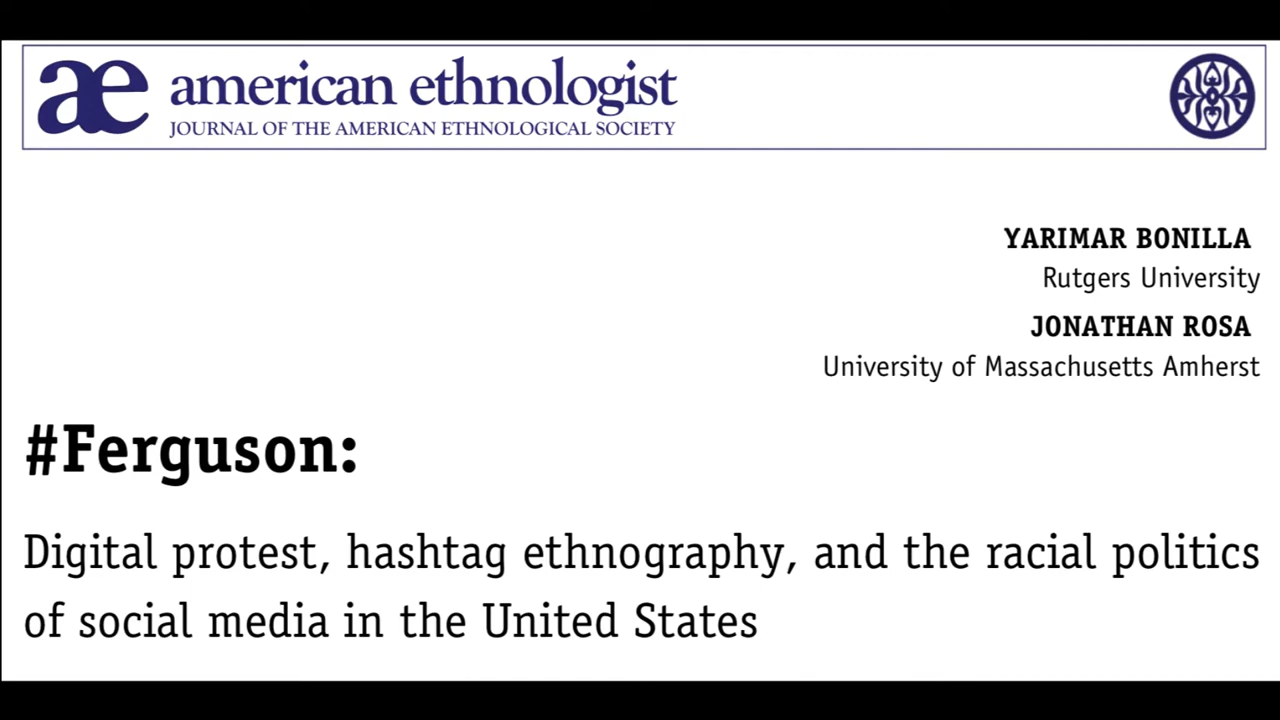 ae american ethnologist
JOURNAL OF THE AMERICAN ETHNOLOGICAL SOCIETY
YARIMAR BONILLA
Rutgers University
JONATHAN ROSA
University of Massachusetts Amherst
#Ferguson:
Digital protest, hashtag ethnography, and the racial politics
of social media in the United States